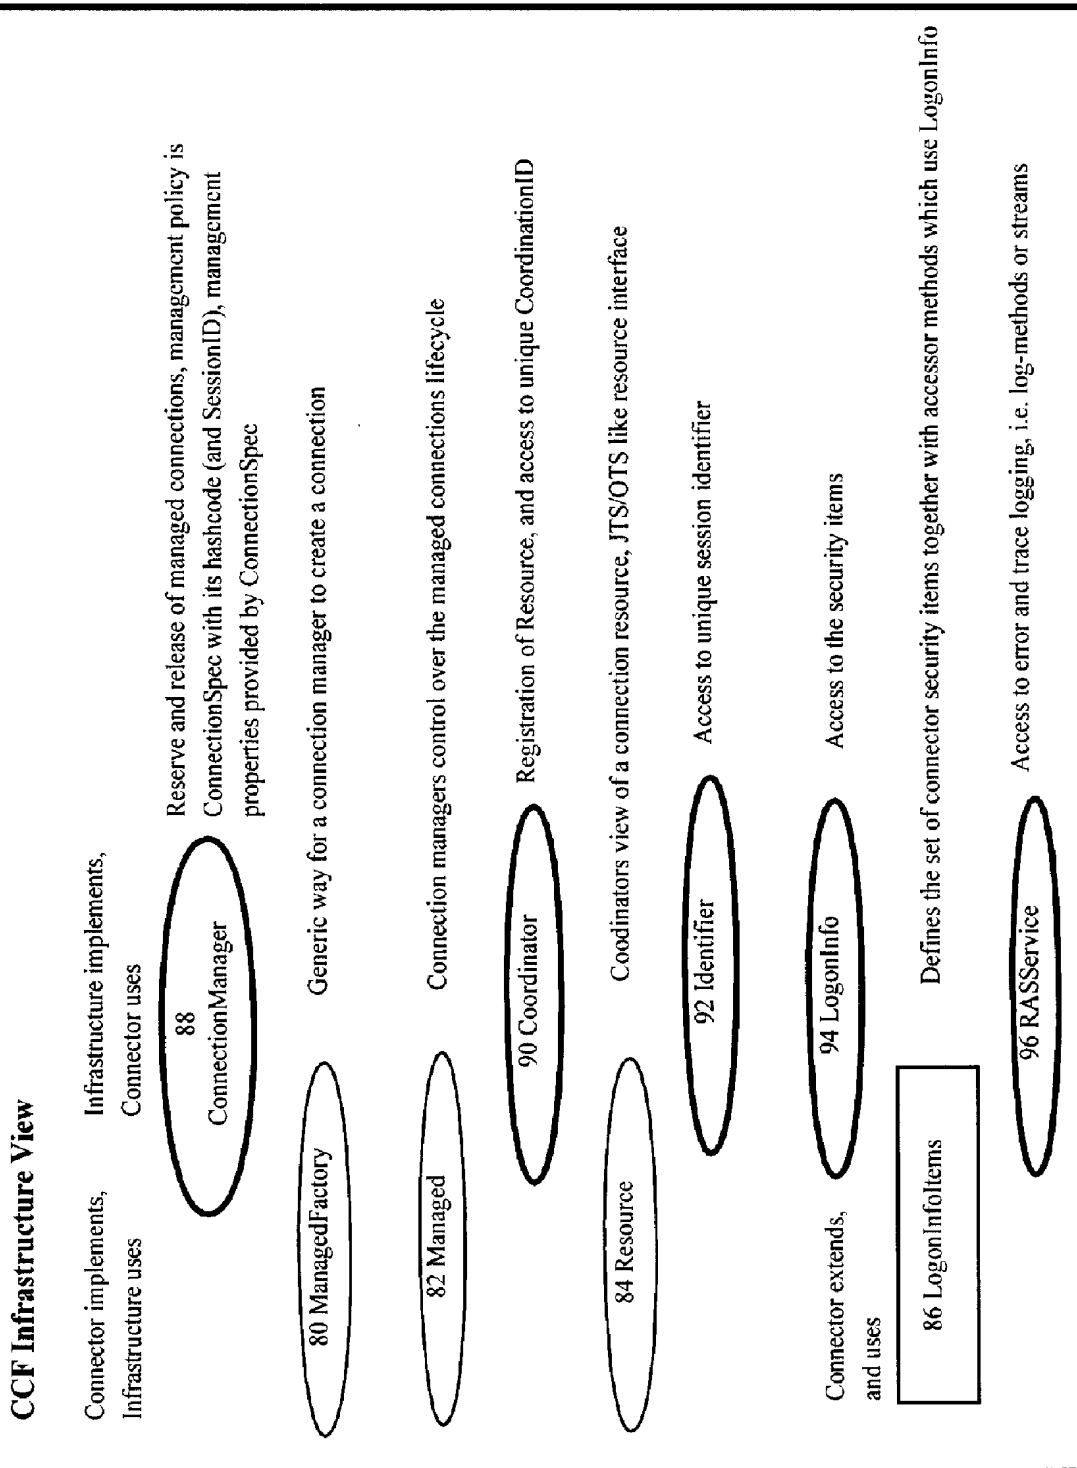 CCF Infrastructure View
Connector implements,
Infrastructure uses
Infrastructure implements,
Connector uses
88
ConnectionManager
Reserve and release of managed connections, management policy is
ConnectionSpec with its hashcode (and SessionID), management
properties provided by ConnectionSpec
80 ManagedFactory
Generic way for a connection manager to create a connection
82 Managed
Connection managers control over the managed connections lifecycle
90 Coordinator
Registration of Resource, and access to unique CoordinationID
84 Resource
Coodinators view of a connection resource, JTS/OTS like resource interface
92 Identifier
Access to unique session identifier
94 LogonInfo
Access to the security items
Connector extends,
and uses
86 LogonInfoItems
Defines the set of connector security items together with accessor methods which use LogonInfo
96 RASService
Access to error and trace logging, i.e. log-methods or streams